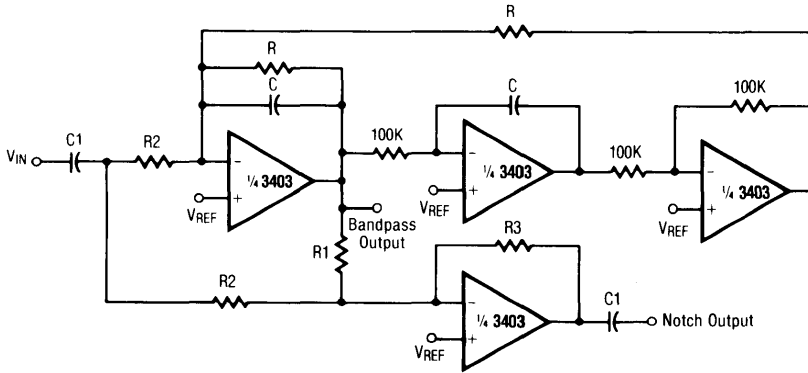 R
R
C
C
100K
C1
R2
100K
100K
VIN
−
¼ 3403
+
VREF
−
¼ 3403
+
VREF
−
¼ 3403
+
VREF
Bandpass
Output
R1
R3
R2
−
¼ 3403
+
VREF
C1
Notch Output